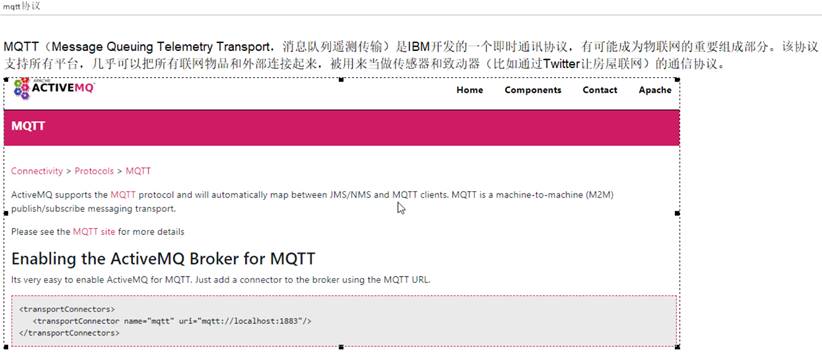 mqtt协议
MQTT（Message Queuing Telemetry Transport，消息队列遥测传输）是IBM开发的一个即时通讯协议，有可能成为物联网的重要组成部分。该协议
支持所有平台，几乎可以把所有联网物品和外部连接起来，被用来当做传感器和致动器（比如通过Twitter让房屋联网）的通信协议。
APACHE
ACTIVEMQ
Home Components Contact Apache
MQTT
Connectivity > Protocols > MQTT
ActiveMQ supports the MQTT protocol and will automatically map between JMS/NMS and MQTT clients. MQTT is a machine-to-machine (M2M)
publish/subscribe messaging transport.
Please see the MQTT site for more details
Enabling the ActiveMQ Broker for MQTT
Its very easy to enable ActiveMQ for MQTT. Just add a connector to the broker using the MQTT URL.
<transportConnectors>
<transportConnector name="mqtt" uri="mqtt://localhost:1883"/>
</transportConnectors>